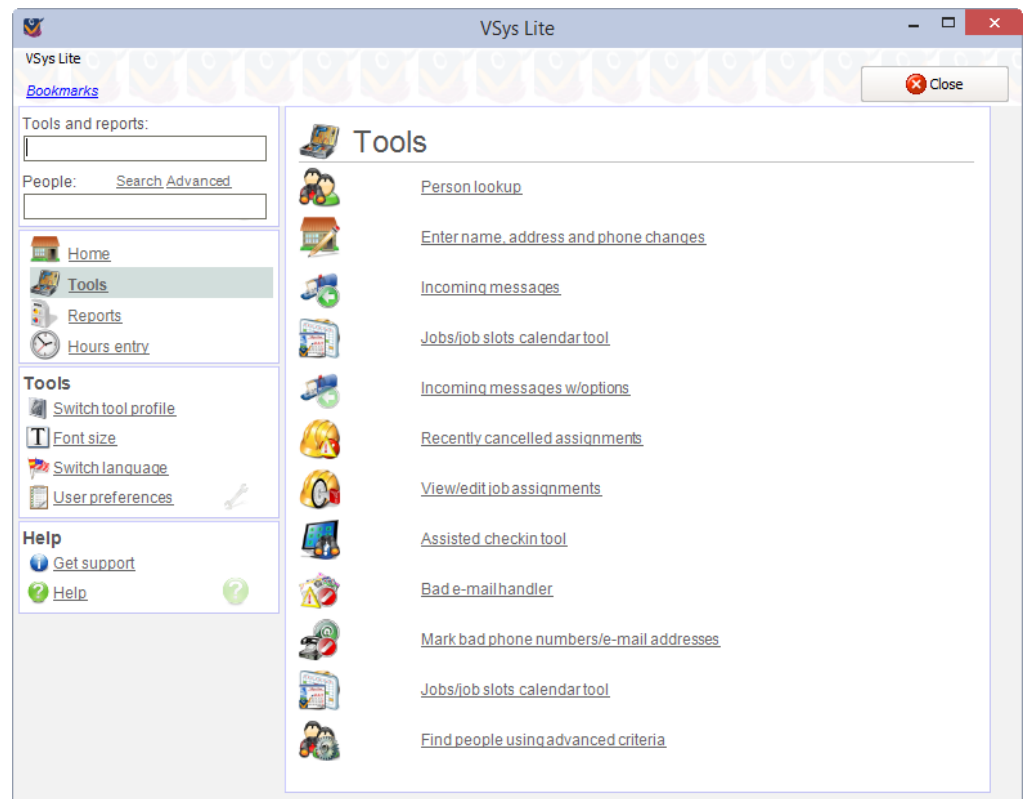 VSys Lite
VSys Lite
Bookmarks
Close
Tools and reports:
People: Search Advanced
Home
Tools
Reports
Hours entry
Tools
Switch tool profile
T Font size
Switch language
User preferences
Help
Get support
Help
Tools
Person lookup
Enter name, address and phone changes
Incoming messages
Jobs/job slots calendar tool
Incoming messages w/options
Recently cancelled assignments
View/edit job assignments
Assisted checkin tool
Bad e-mail handler
Mark bad phone numbers/e-mail addresses
Jobs/job slots calendar tool
Find people using advanced criteria